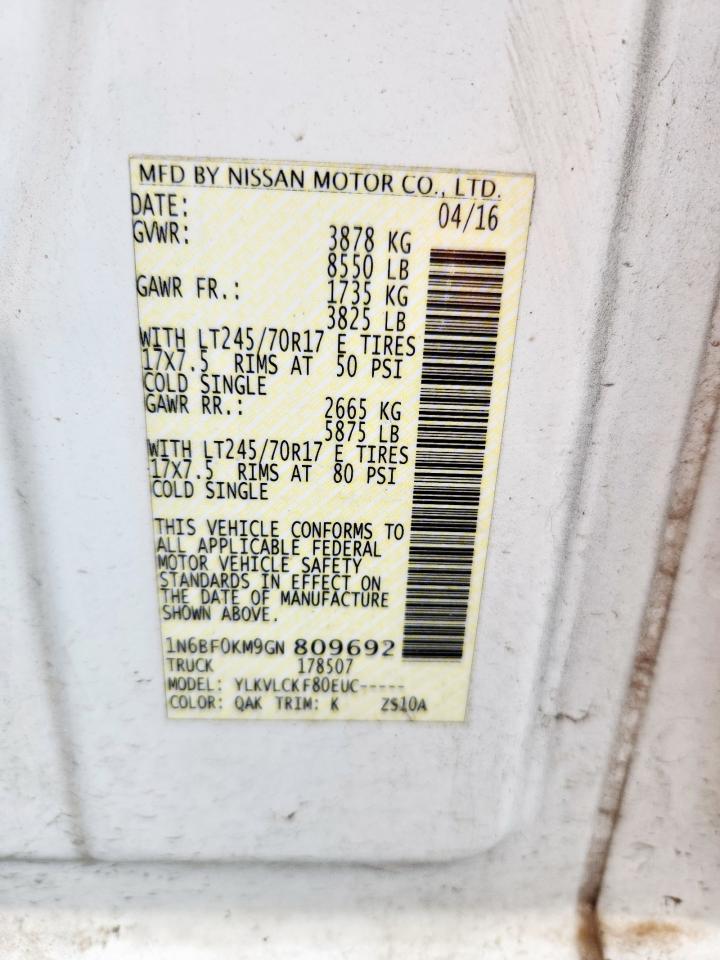 MFD BY NISSAN MOTOR CO., LTD.
DATE: 04/16
GVWR: 3878 KG
8550 LB
GAWR FR.: 1735 KG
3825 LB
WITH LT245/70R17 E TIRES
17X7.5 RIMS AT 50 PSI
COLD SINGLE
GAWR RR.: 2665 KG
5875 LB
WITH LT245/70R17 E TIRES
17X7.5 RIMS AT 80 PSI
COLD SINGLE
THIS VEHICLE CONFORMS TO
ALL APPLICABLE FEDERAL
MOTOR VEHICLE SAFETY
STANDARDS IN EFFECT ON
THE DATE OF MANUFACTURE
SHOWN ABOVE.
1N6BF0KM9GN 809692
TRUCK 178507
MODEL: YLKVLCKF80EUC-----
COLOR: QAK TRIM: K ZS10A